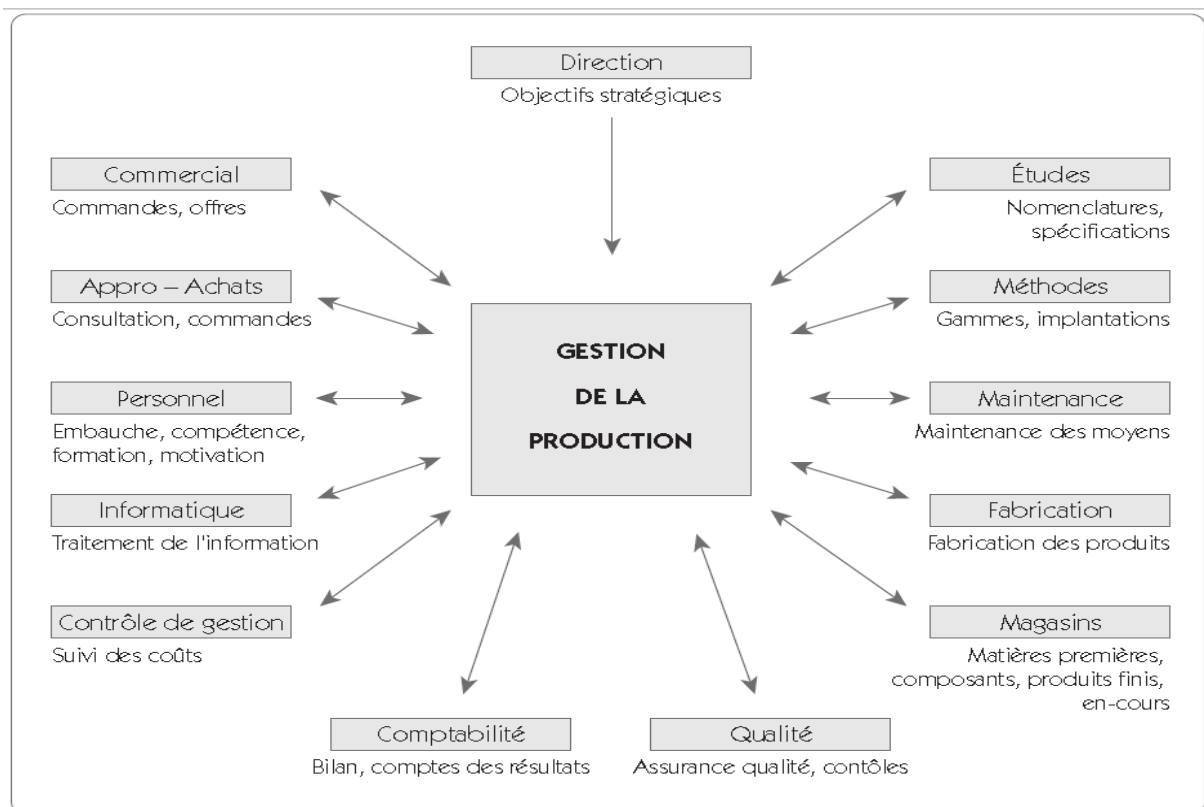 Direction
Objectifs stratégiques
Commercial
Commandes, offres
Appro – Achats
Consultation, commandes
Personnel
Embauche, compétence,
formation, motivation
Informatique
Traitement de l'information
Contrôle de gestion
Suivi des coûts
Comptabilité
Bilan, comptes des résultats
GESTION
DE LA
PRODUCTION
Études
Nomenclatures,
spécifications
Méthodes
Gammes, implantations
Maintenance
Maintenance des moyens
Fabrication
Fabrication des produits
Magasins
Matières premières,
composants, produits finis,
en-cours
Qualité
Assurance qualité, contôles